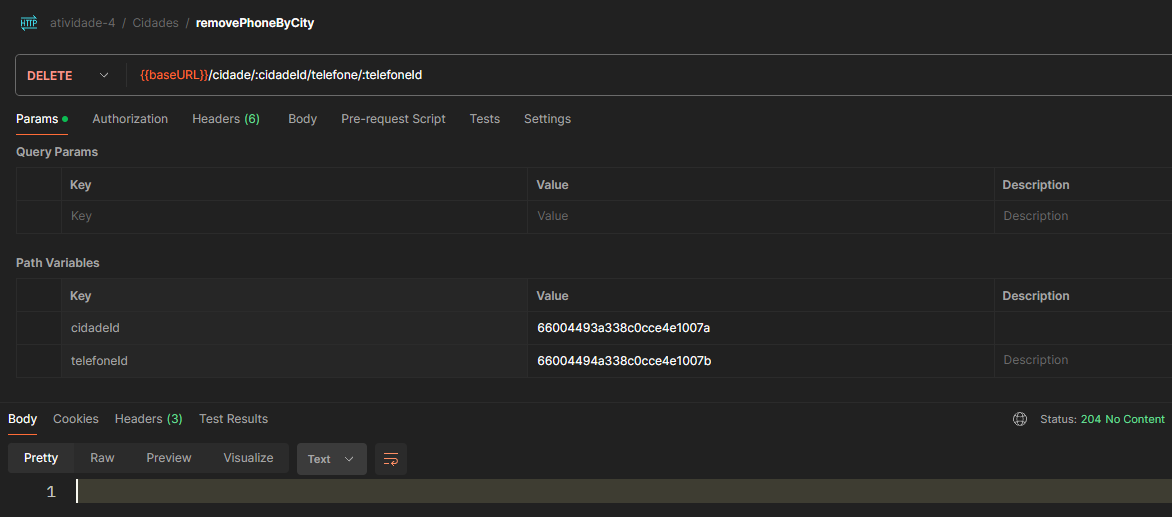 HTTP atividade-4 / Cidades / removePhoneByCity
DELETE {{baseURL}}/cidade/:cidadeId/telefone/:telefoneId
Params Authorization Headers (6) Body Pre-request Script Tests Settings
Query Params
Key Value Description
Key Value Description
Path Variables
Key Value Description
cidadeId 66004493a338c0cce4e1007a
telefoneId 66004494a338c0cce4e1007b Description
Body Cookies Headers (3) Test Results Status: 204 No Content
Pretty Raw Preview Visualize Text
1